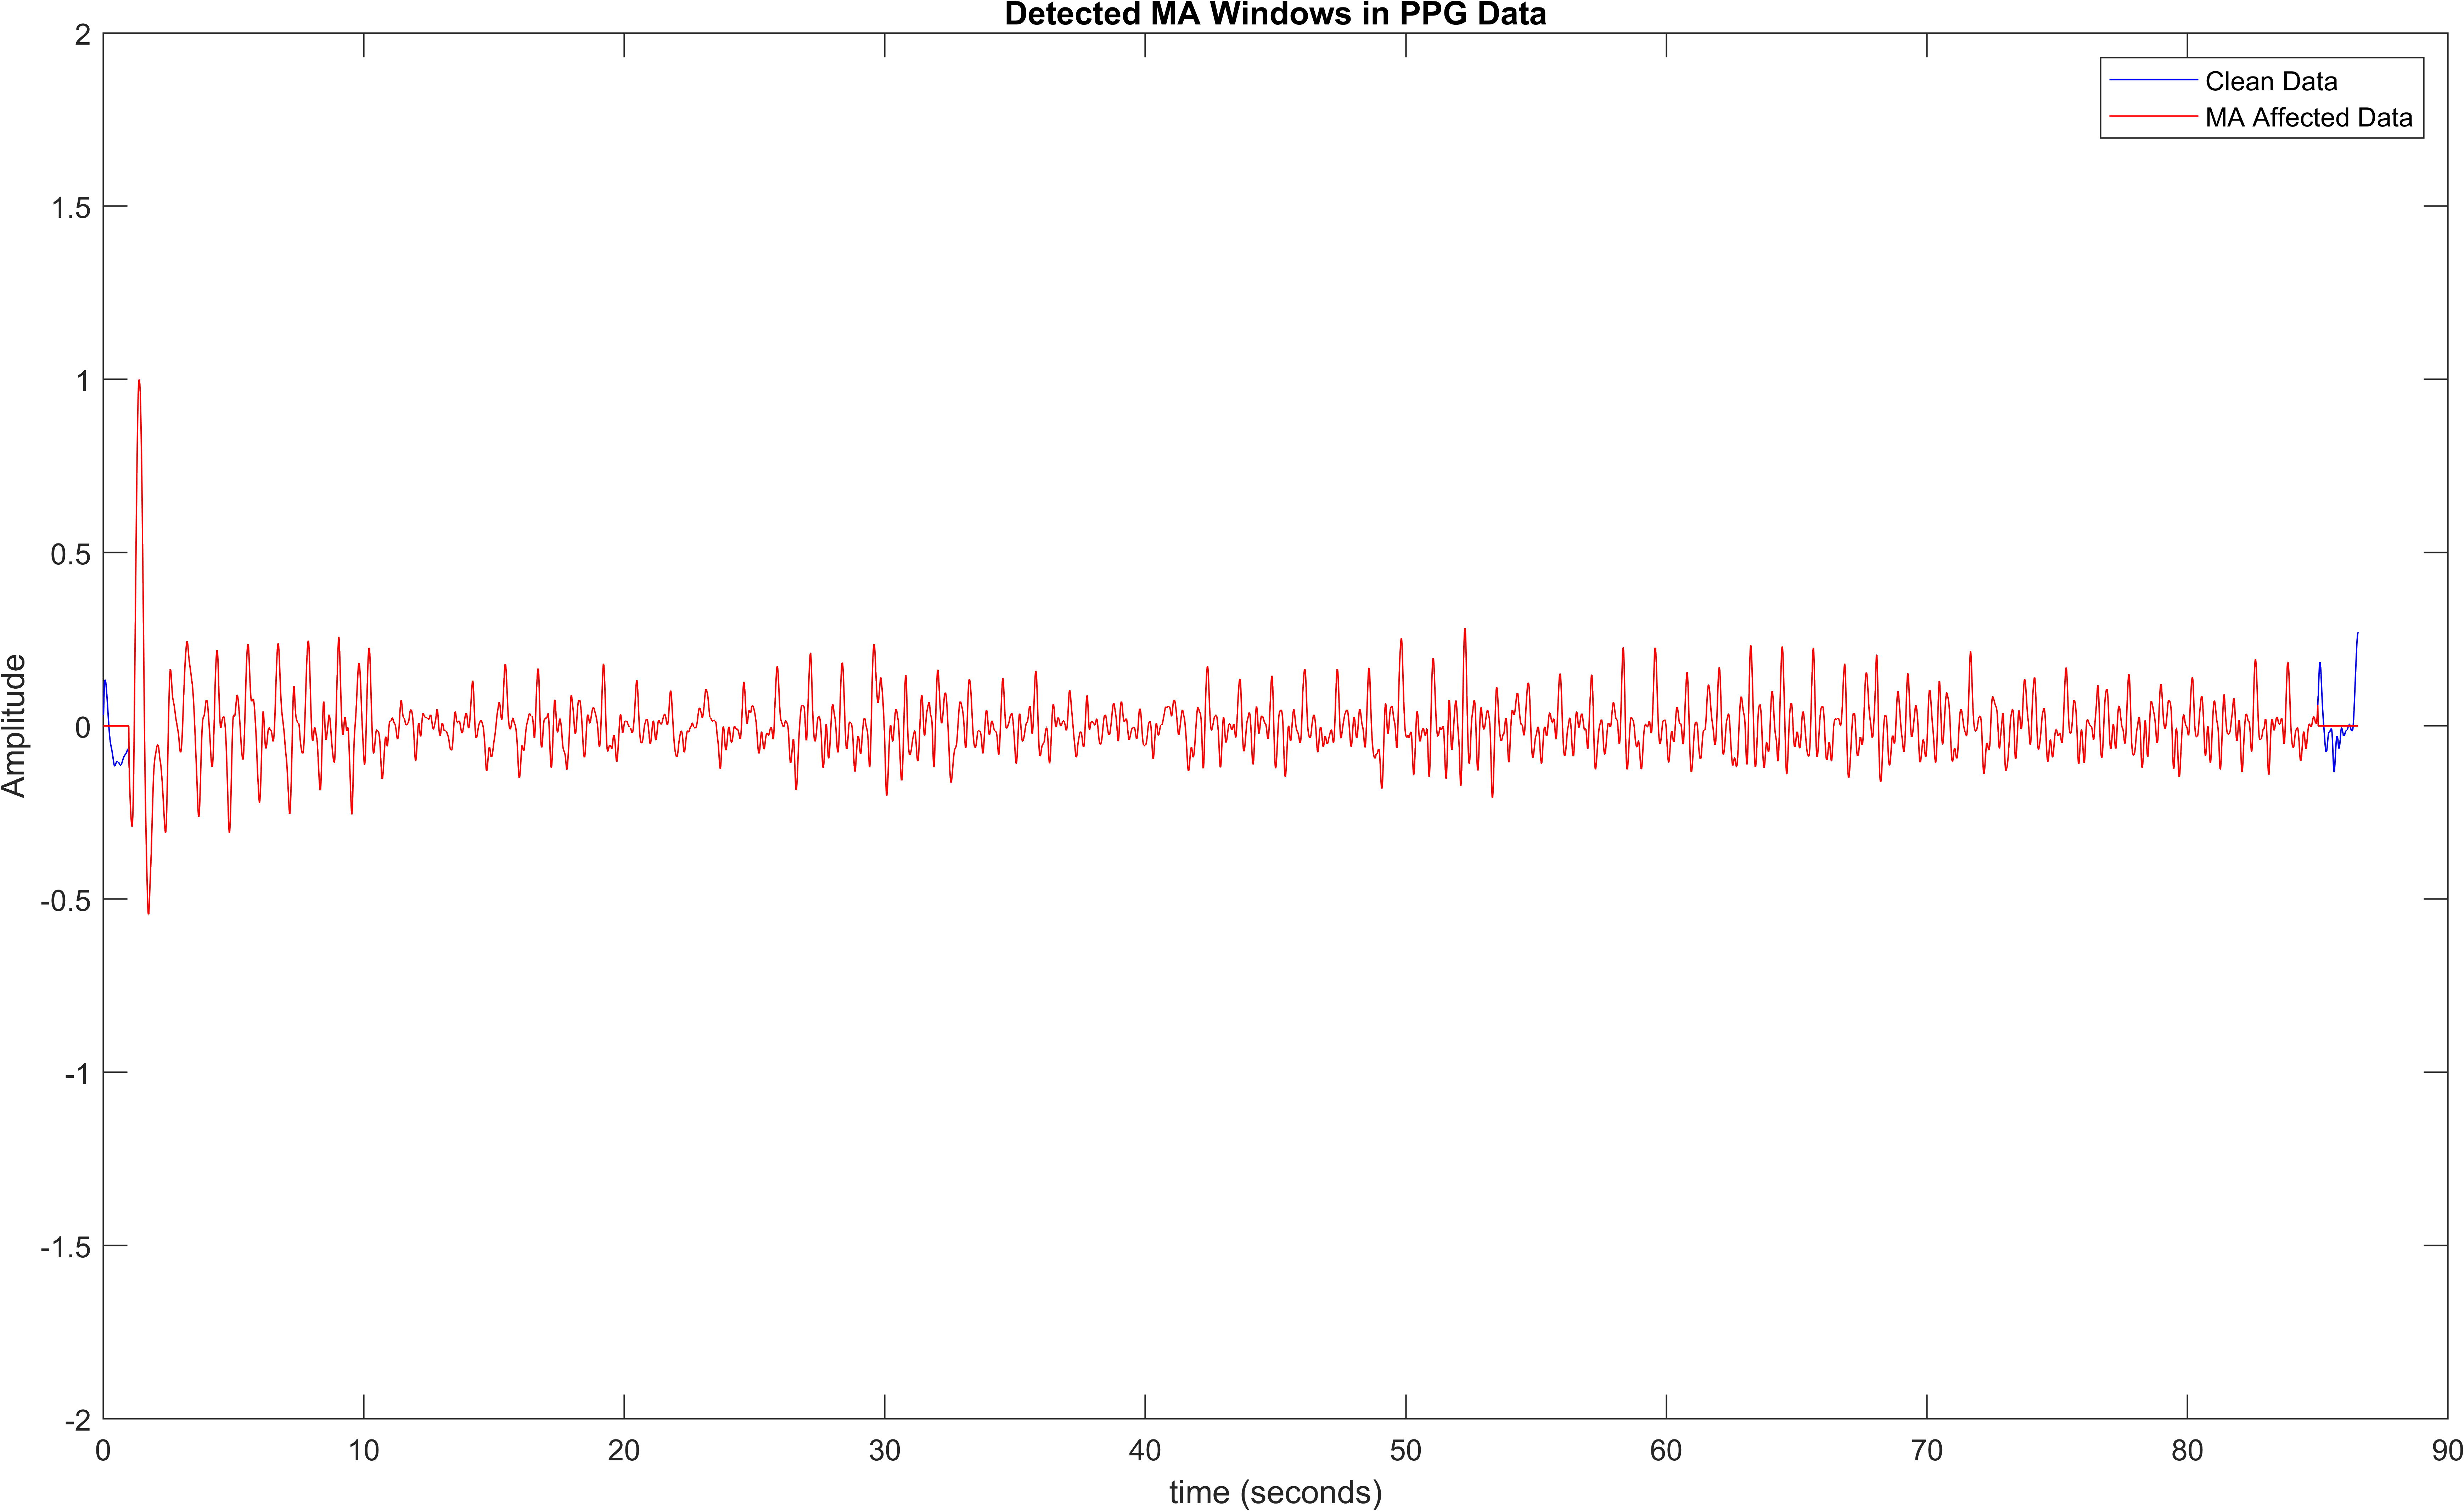 Detected MA Windows in PPG Data
Clean Data
MA Affected Data
2
1.5
1
0.5
0
-0.5
-1
-1.5
-2
Amplitude
0 10 20 30 40 50 60 70 80 90
time (seconds)